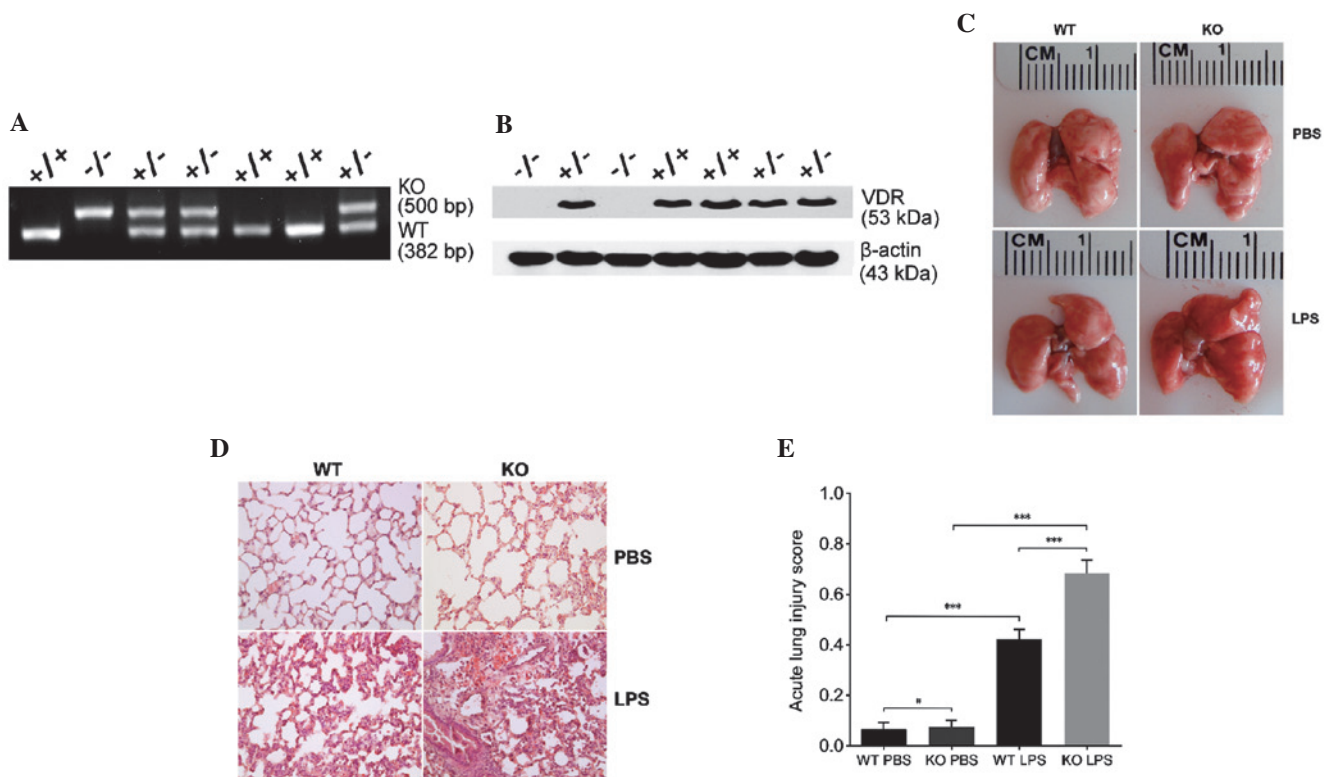 A
+/+ -/- +/- +/- +/+ +/+ +/-
KO
(500 bp)
WT
(382 bp)
B
-/- +/- -/- +/+ +/+ +/- +/-
VDR
(53 kDa)
β-actin
(43 kDa)
C
WT KO
CM 1
CM 1
PBS
CM 1
CM 1
LPS
D
WT KO
PBS
LPS
E
Acute lung injury score
1.0
0.8
0.6
0.4
0.2
0.0
***
***
***
*
WT PBS KO PBS WT LPS KO LPS